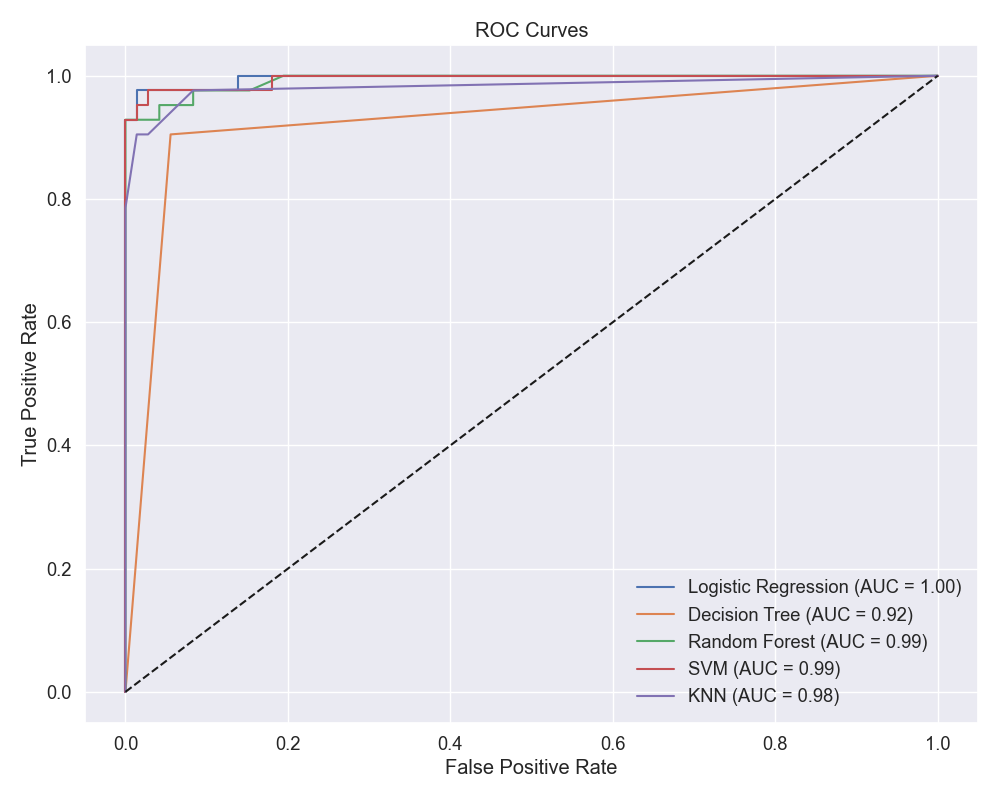 ROC Curves
True Positive Rate
1.0
0.8
0.6
0.4
0.2
0.0
Logistic Regression (AUC = 1.00)
Decision Tree (AUC = 0.92)
Random Forest (AUC = 0.99)
SVM (AUC = 0.99)
KNN (AUC = 0.98)
0.0 0.2 0.4 0.6 0.8 1.0
False Positive Rate